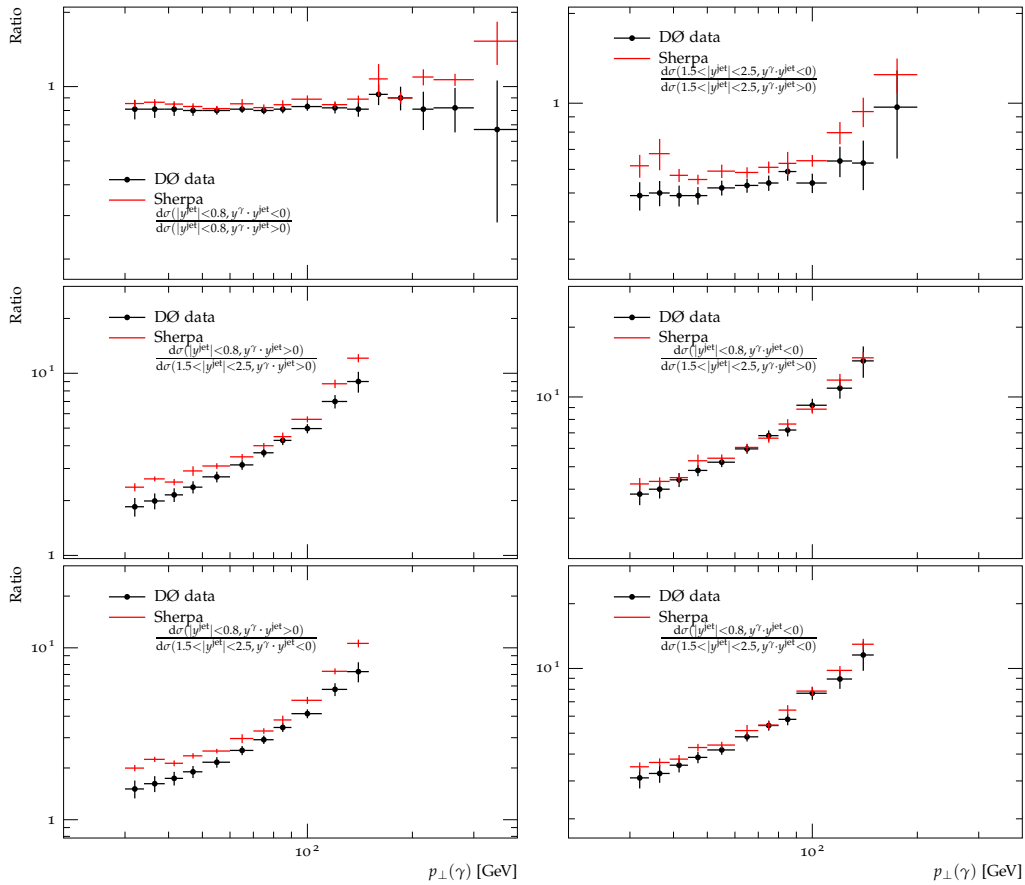 Ratio
1
DØ data
Sherpa
dσ(|y^jet|<0.8, y^γ · y^jet<0)
dσ(|y^jet|<0.8, y^γ · y^jet>0)
1
DØ data
Sherpa
dσ(1.5<|y^jet|<2.5, y^γ·y^jet<0)
dσ(1.5<|y^jet|<2.5, y^γ·y^jet>0)
Ratio
10^1
1
DØ data
Sherpa
dσ(|y^jet|<0.8, y^γ · y^jet>0)
dσ(1.5<|y^jet|<2.5, y^γ · y^jet>0)
10^1
DØ data
Sherpa
dσ(|y^jet|<0.8, y^γ·y^jet<0)
dσ(1.5<|y^jet|<2.5, y^γ·y^jet>0)
Ratio
10^1
1
DØ data
Sherpa
dσ(|y^jet|<0.8, y^γ · y^jet>0)
dσ(1.5<|y^jet|<2.5, y^γ · y^jet<0)
10^2
p⊥(γ) [GeV]
10^1
DØ data
Sherpa
dσ(|y^jet|<0.8, y^γ·y^jet<0)
dσ(1.5<|y^jet|<2.5, y^γ·y^jet<0)
10^2
p⊥(γ) [GeV]